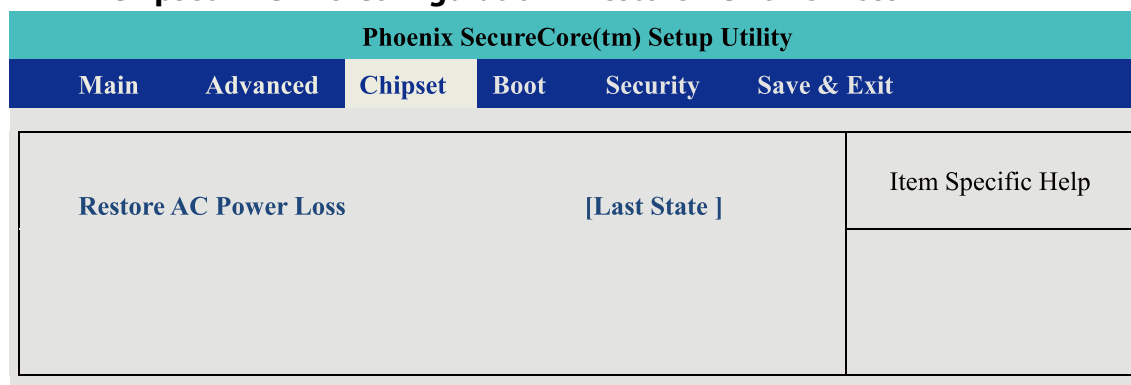 Phoenix SecureCore(tm) Setup Utility
Main Advanced Chipset Boot Security Save & Exit
Item Specific Help
Restore AC Power Loss [Last State ]